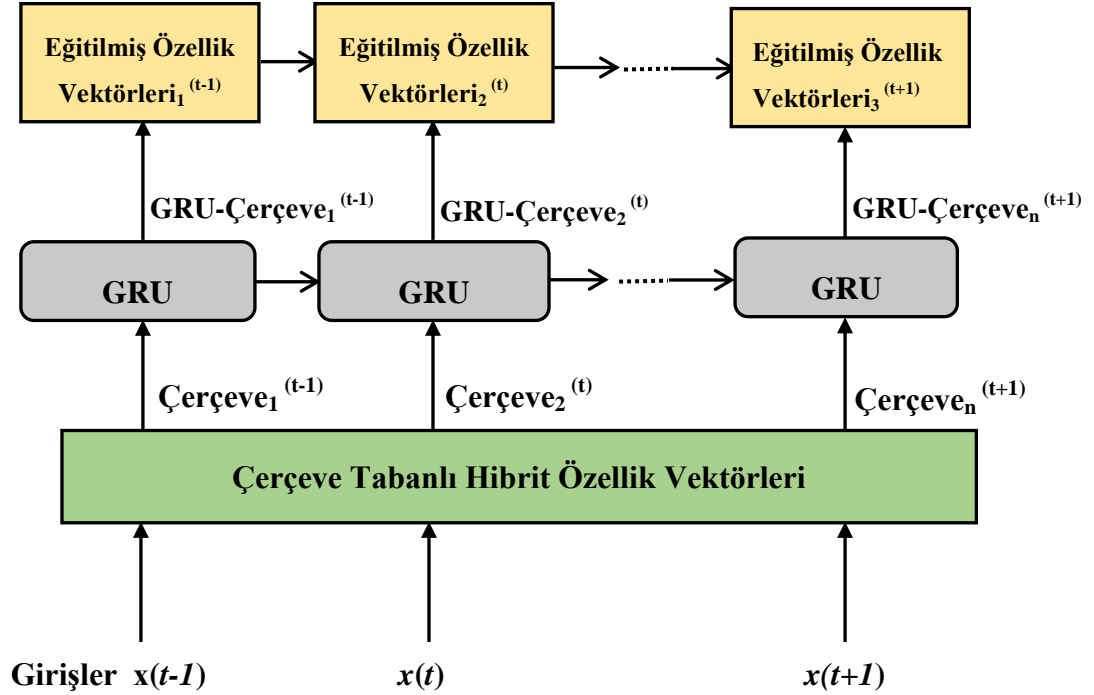 Eğitilmiş Özellik
Vektörleri₁ ⁽ᵗ⁻¹⁾
Eğitilmiş Özellik
Vektörleri₂ ⁽ᵗ⁾
Eğitilmiş Özellik
Vektörleri₃ ⁽ᵗ⁺¹⁾
GRU-Çerçeve₁ ⁽ᵗ⁻¹⁾
GRU-Çerçeve₂ ⁽ᵗ⁾
GRU-Çerçeveₙ ⁽ᵗ⁺¹⁾
GRU
GRU
GRU
Çerçeve₁ ⁽ᵗ⁻¹⁾
Çerçeve₂ ⁽ᵗ⁾
Çerçeveₙ ⁽ᵗ⁺¹⁾
Çerçeve Tabanlı Hibrit Özellik Vektörleri
Girişler x(t-1)
x(t)
x(t+1)